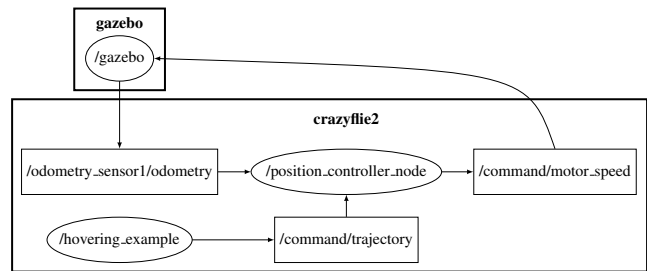 gazebo
/gazebo
crazyflie2
/odometry_sensor1/odometry
/position_controller_node
/command/motor_speed
/hovering_example
/command/trajectory